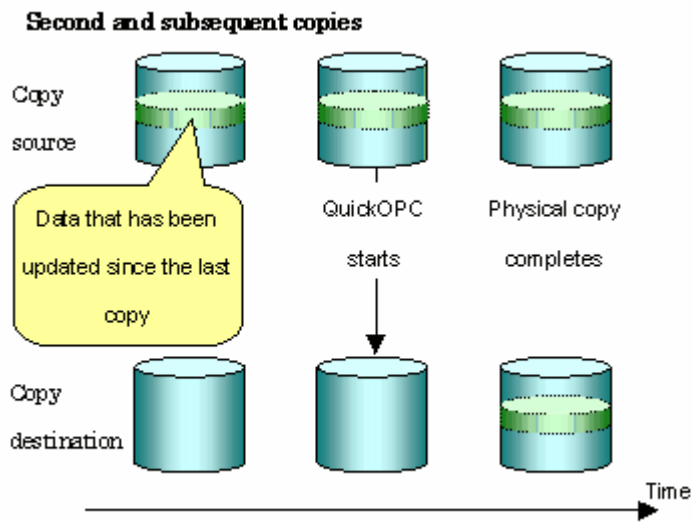 Second and subsequent copies
Copy
source
Data that has been
updated since the last
copy
QuickOPC
starts
Physical copy
completes
Copy
destination
Time